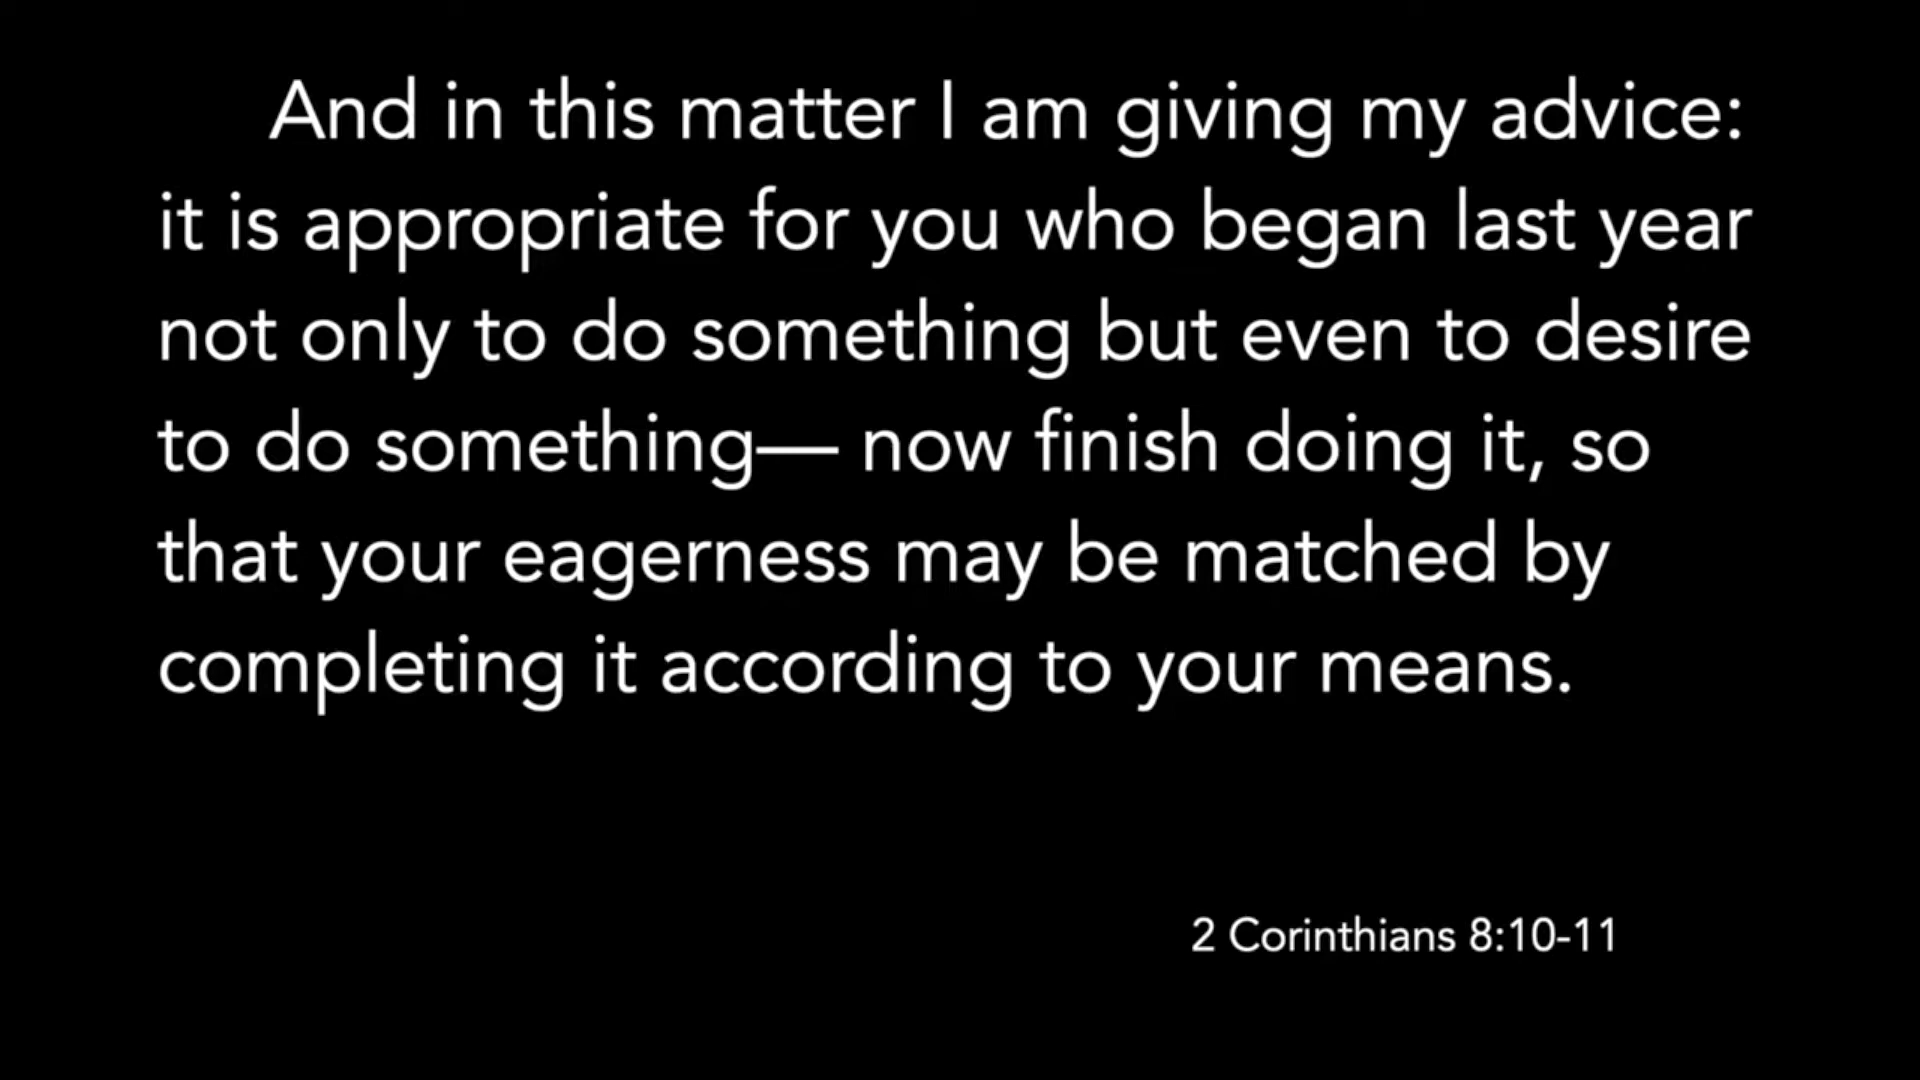 And in this matter I am giving my advice:
it is appropriate for you who began last year
not only to do something but even to desire
to do something— now finish doing it, so
that your eagerness may be matched by
completing it according to your means.
2 Corinthians 8:10-11